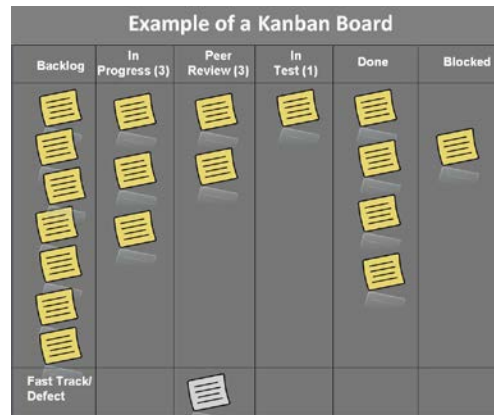 Example of a Kanban Board
Backlog
In
Progress (3)
Peer
Review (3)
In
Test (1)
Done
Blocked
Fast Track/
Defect